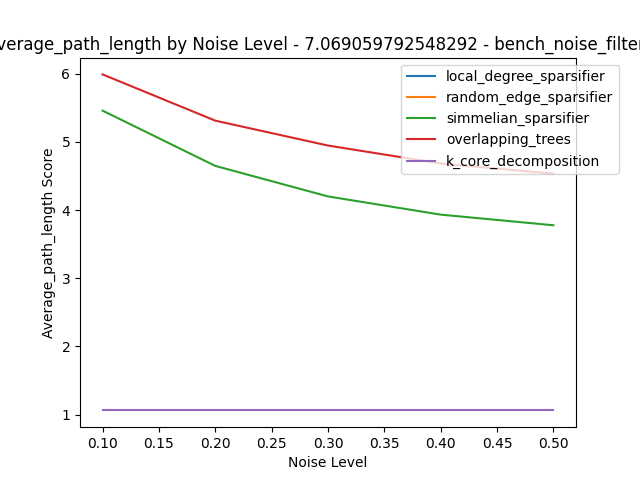 verage_path_length by Noise Level - 7.069059792548292 - bench_noise_filter
local_degree_sparsifier
random_edge_sparsifier
simmelian_sparsifier
overlapping_trees
k_core_decomposition
Average_path_length Score
6
5
4
3
2
1
0.10 0.15 0.20 0.25 0.30 0.35 0.40 0.45 0.50
Noise Level